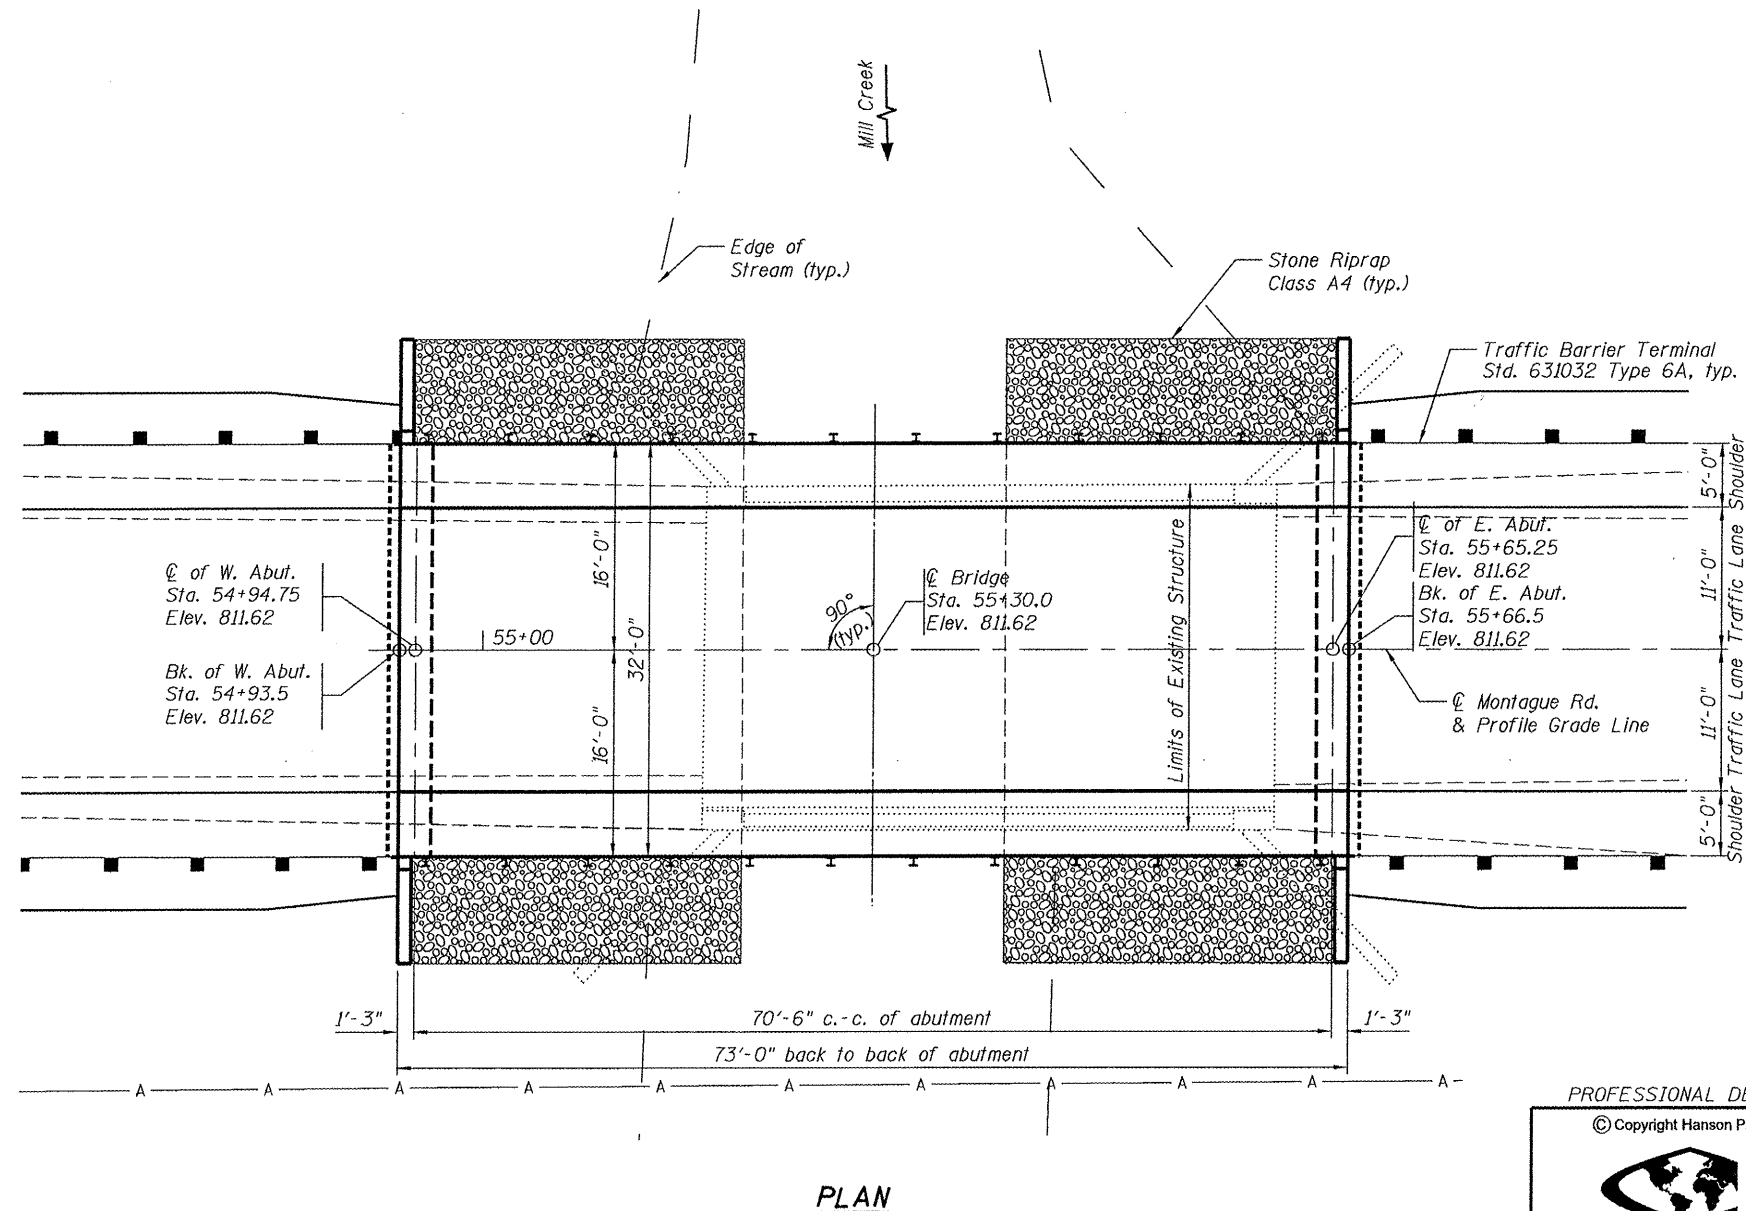 Mill Creek
Edge of
Stream (typ.)
Stone Riprap
Class A4 (typ.)
Traffic Barrier Terminal
Std. 631032 Type 6A, typ.
℄ of W. Abut.
Sta. 54+94.75
Elev. 811.62
Bk. of W. Abut.
Sta. 54+93.5
Elev. 811.62
55+00
16'-0"
16'-0"
32'-0"
90°
(typ.)
℄ Bridge
Sta. 55+30.0
Elev. 811.62
Limits of Existing Structure
℄ of E. Abut.
Sta. 55+65.25
Elev. 811.62
Bk. of E. Abut.
Sta. 55+66.5
Elev. 811.62
℄ Montague Rd.
& Profile Grade Line
5'-0"
Shoulder
11'-0"
Traffic Lane
11'-0"
Traffic Lane
5'-0"
Shoulder
1'-3"
70'-6" c.-c. of abutment
1'-3"
73'-0" back to back of abutment
A A A A A A A A A A A
PROFESSIONAL DE
© Copyright Hanson P
PLAN